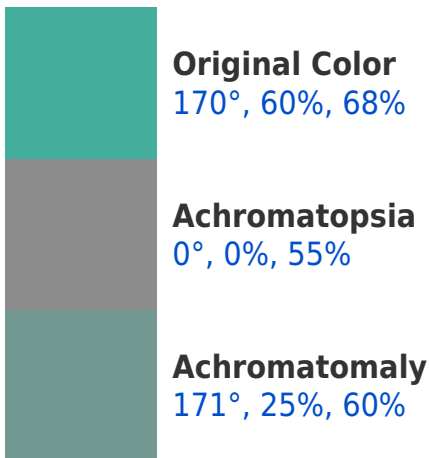 Original Color
170°, 60%, 68%
Achromatopsia
0°, 0%, 55%
Achromatomaly
171°, 25%, 60%